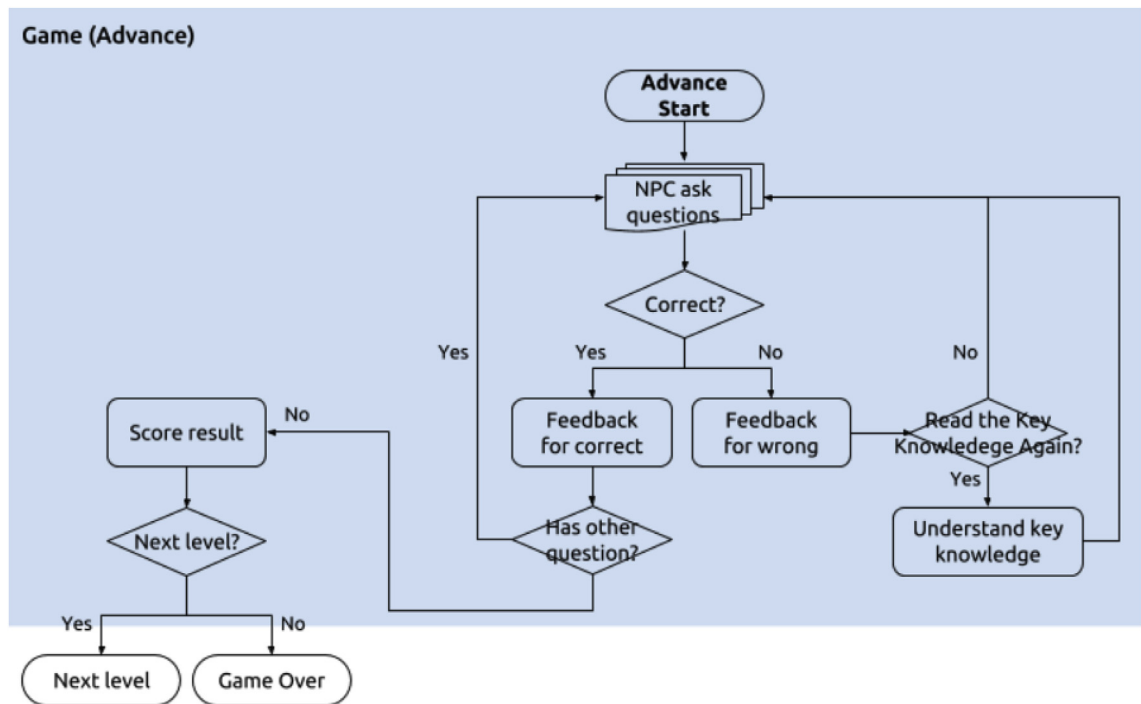 Game (Advance)
Advance
Start
NPC ask
questions
Correct?
Yes
Yes
No
No
No
Score result
Feedback
for correct
Feedback
for wrong
Read the Key
Knowledege Again?
Yes
Next level?
Has other
question?
Understand key
knowledge
Yes
No
Next level
Game Over